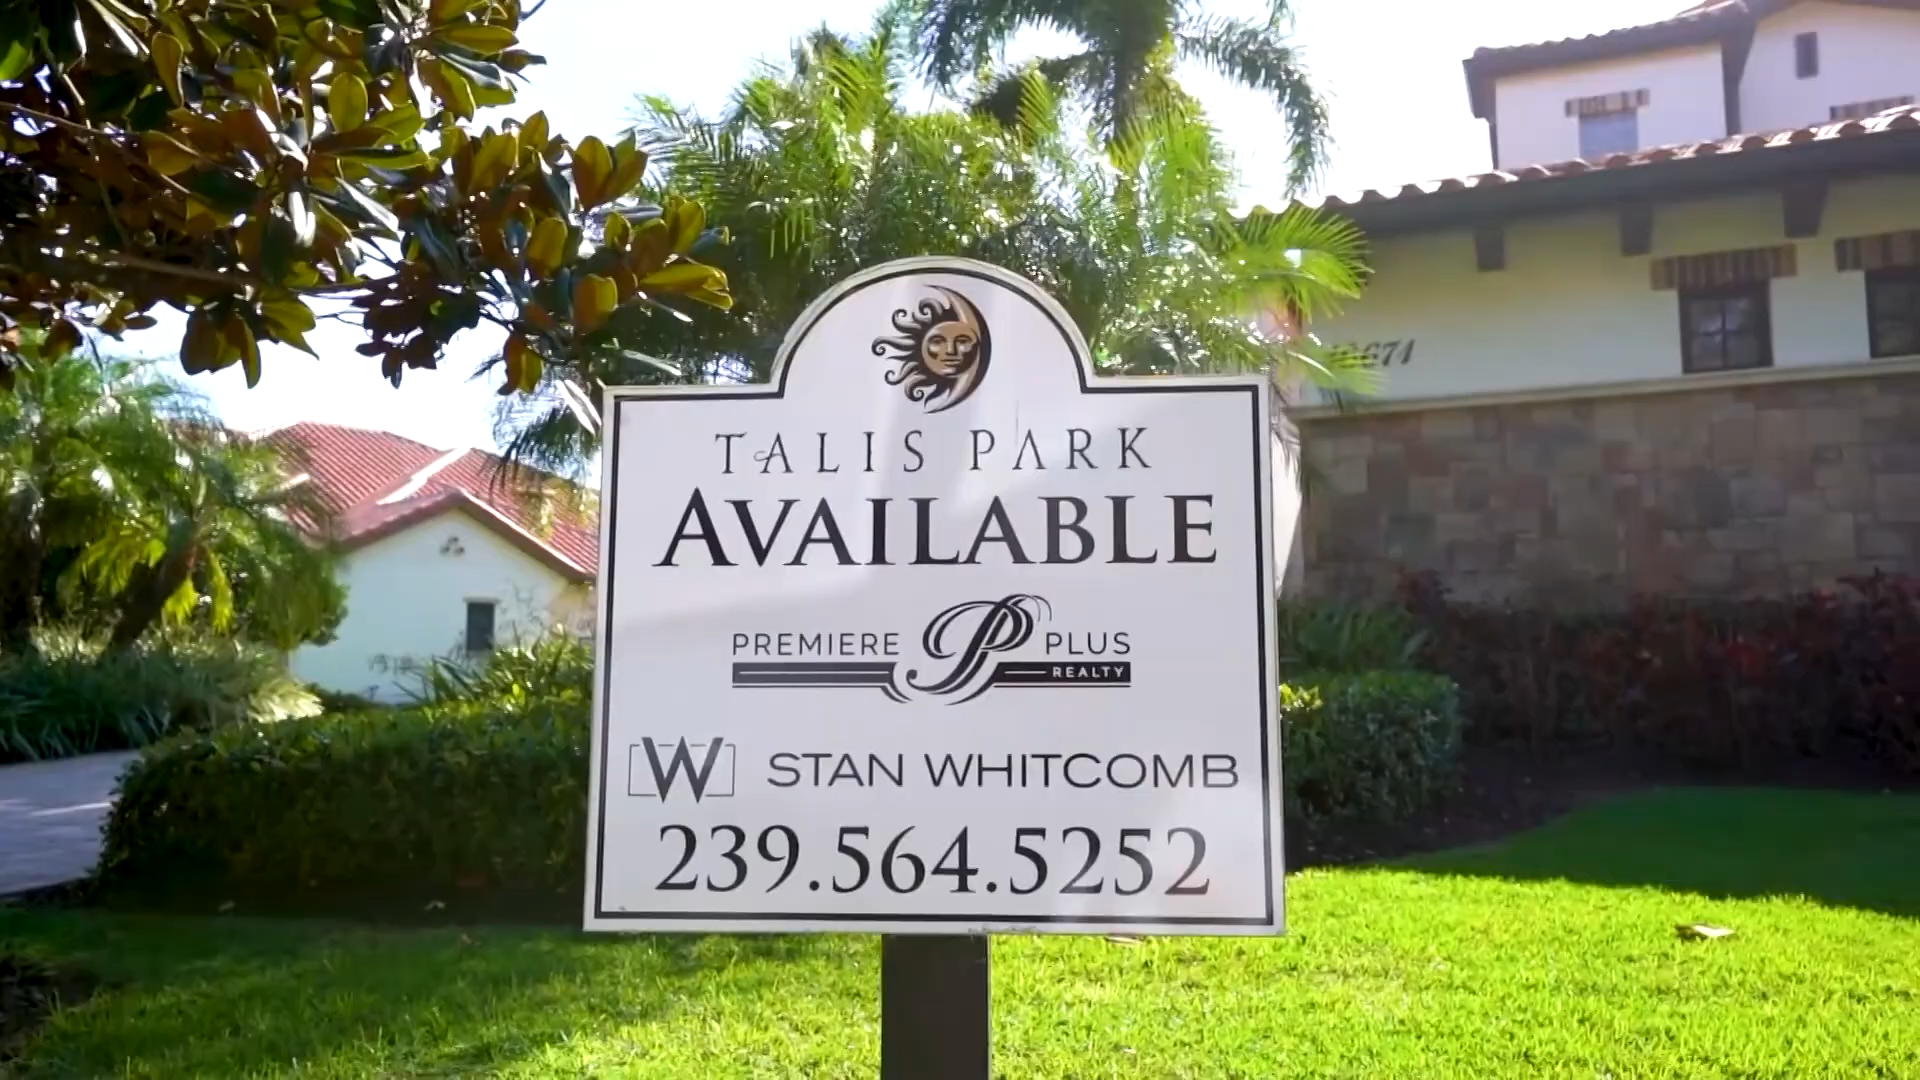 TALIS PARK
AVAILABLE
PREMIERE PLUS
REALTY
W STAN WHITCOMB
239.564.5252